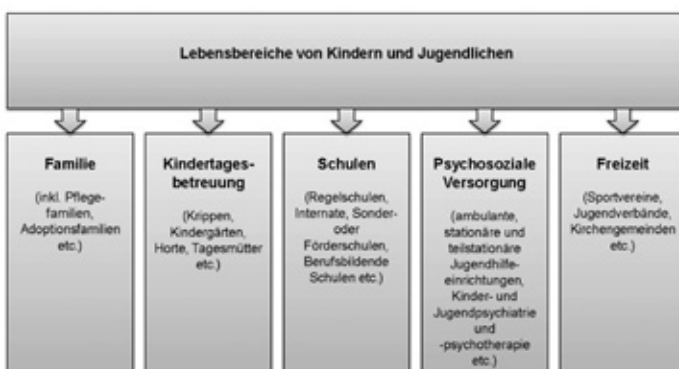 Lebensbereiche von Kindern und Jugendlichen
Familie
(inkl. Pflege-
familien,
Adoptionsfamilien
etc.)
Kindertages-
betreuung
(Krippen,
Kindergärten,
Horte, Tagesmütter
etc.)
Schulen
(Regelschulen,
Internate, Sonder-
oder
Förderschulen,
Berufsbildende
Schulen etc.)
Psychosoziale
Versorgung
(ambulante,
stationäre und
teilstationäre
Jugendhilfe-
einrichtungen,
Kinder- und
Jugendpsychiatrie
und
-psychotherapie
etc.)
Freizeit
(Sportvereine,
Jugendverbände,
Kirchengemeinden
etc.)